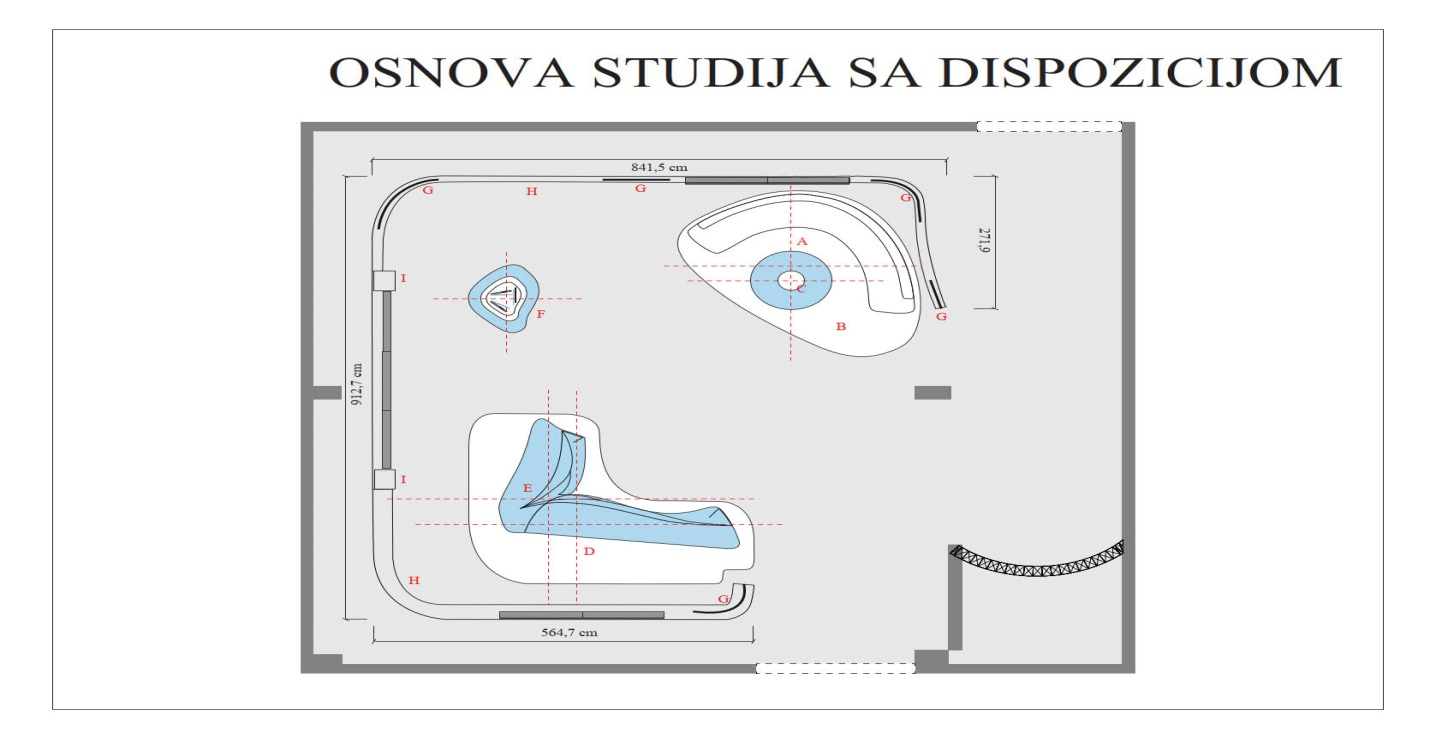 OSNOVA STUDIJA SA DISPOZICIJOM
841,5 cm
G
H
G
G
271,9
A
I
C
F
G
B
912,7 cm
I
E
D
H
G
564,7 cm